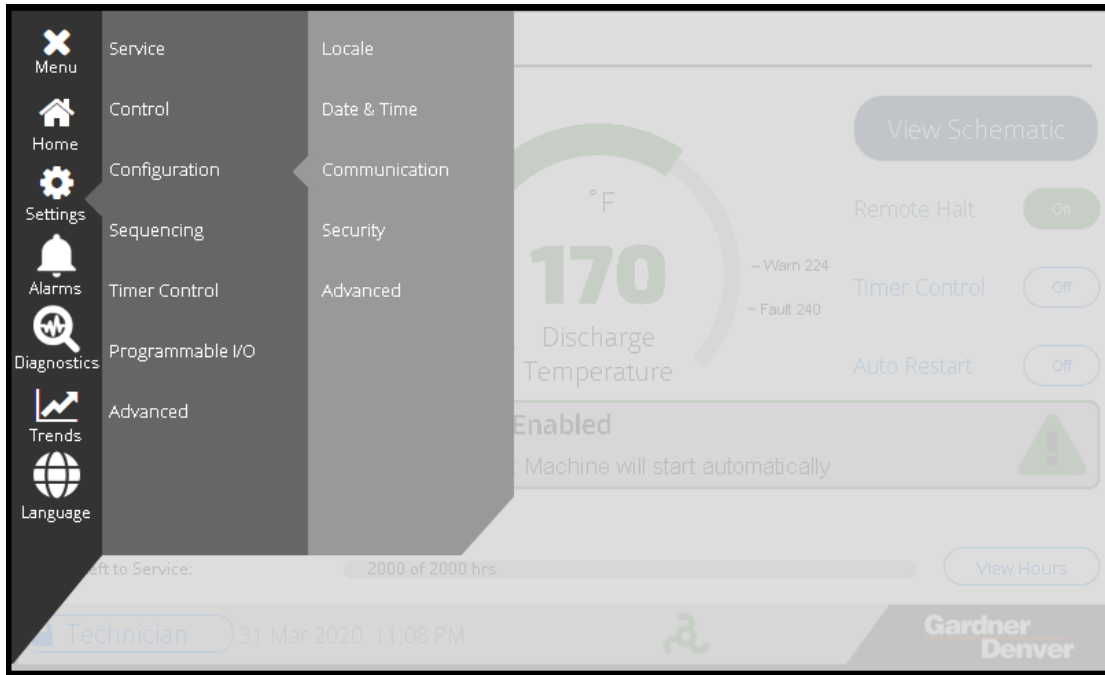 Menu
Home
Settings
Alarms
Diagnostics
Trends
Language
Service
Control
Configuration
Sequencing
Timer Control
Programmable I/O
Advanced
Locale
Date & Time
Communication
Security
Advanced
View Schematic
°F
170
Discharge
Temperature
– Warn 224
~ Fault 240
Remote Halt On
Timer Control Off
Auto Restart Off
Enabled
: Machine will start automatically
to Service: 2000 of 2000 hrs View Hours
Technician 31 Mar 2020 11:08 PM
Gardner
Denver